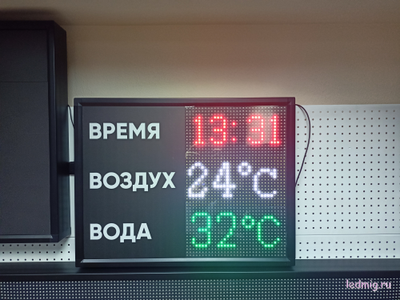 ВРЕМЯ 13:31
ВОЗДУХ 24°C
ВОДА 32°C
ledmig.ru